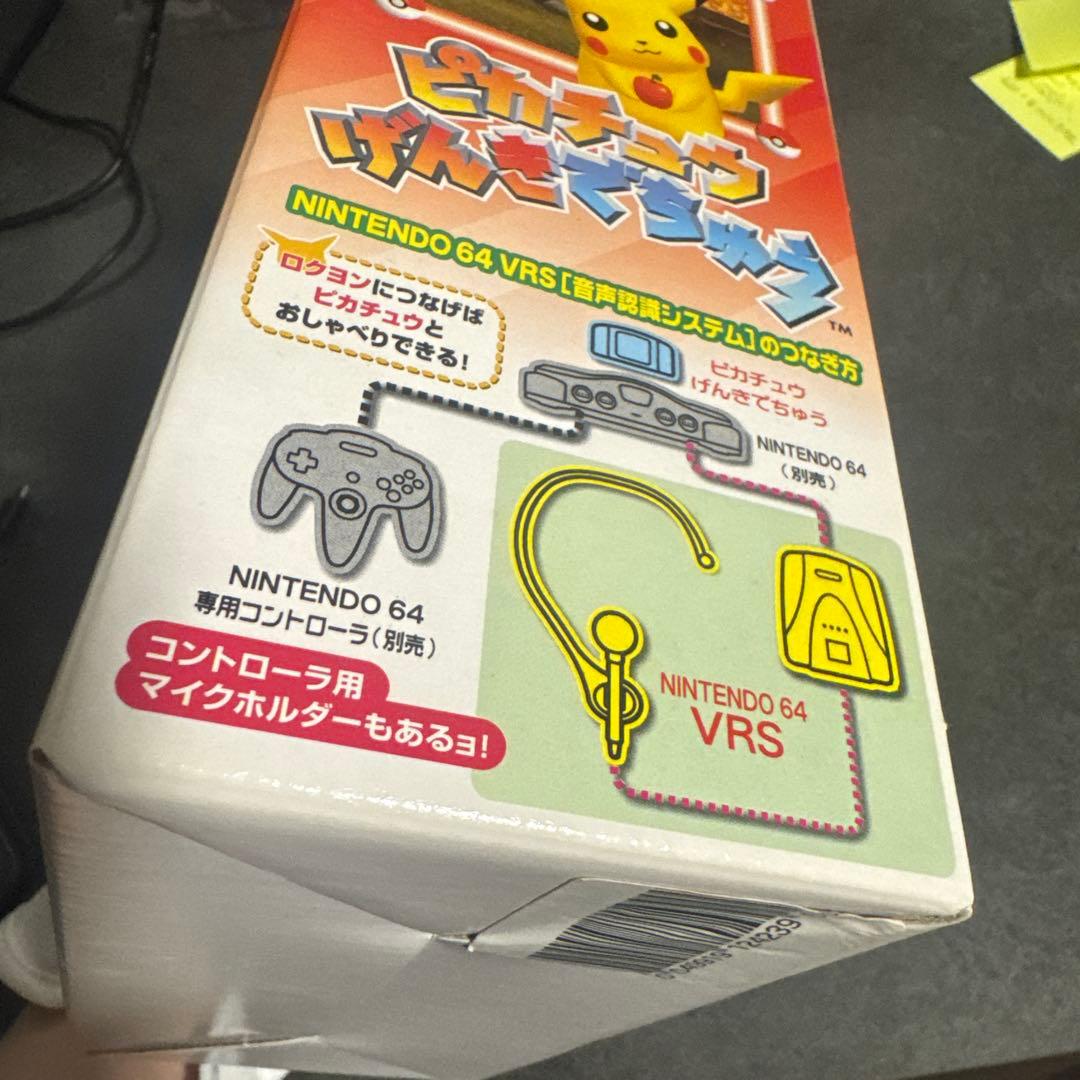 ピカチュウ
げんきでちゅう
TM
NINTENDO 64 VRS［音声認識システム］のつなぎ方
ロクヨンにつなげば
ピカチュウと
おしゃべりできる！
ピカチュウ
げんきでちゅう
NINTENDO 64
（別売）
NINTENDO 64
専用コントローラ（別売）
コントローラ用
マイクホルダーもあるョ！
NINTENDO 64
VRS